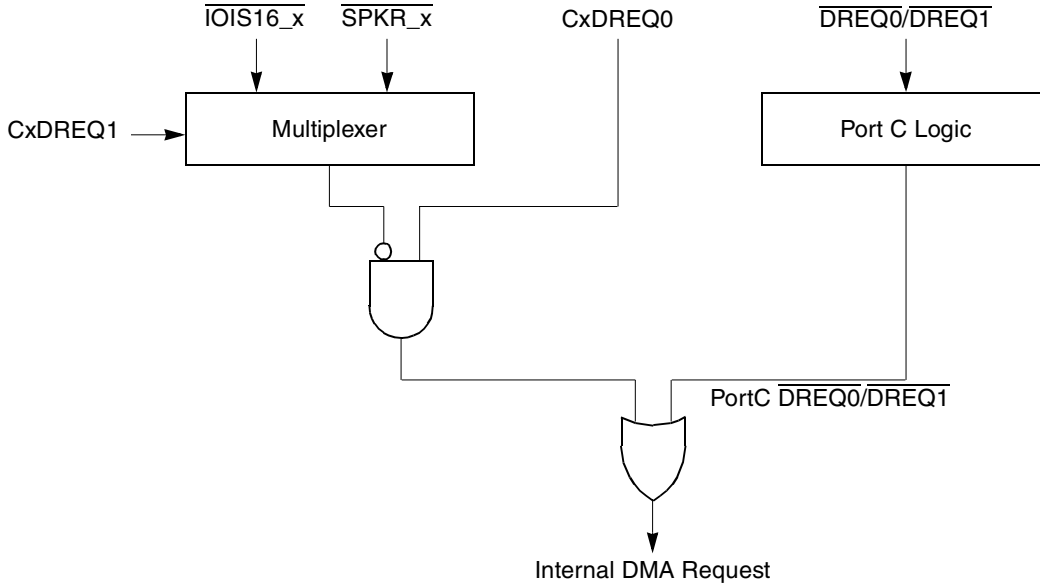 IOIS16_x SPKR_x CxDREQ0 DREQ0/DREQ1
CxDREQ1 Multiplexer Port C Logic
PortC DREQ0/DREQ1
Internal DMA Request